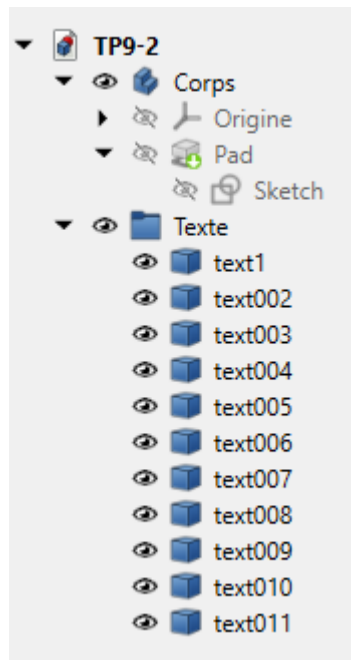 TP9-2
Corps
Origine
Pad
Sketch
Texte
text1
text002
text003
text004
text005
text006
text007
text008
text009
text010
text011